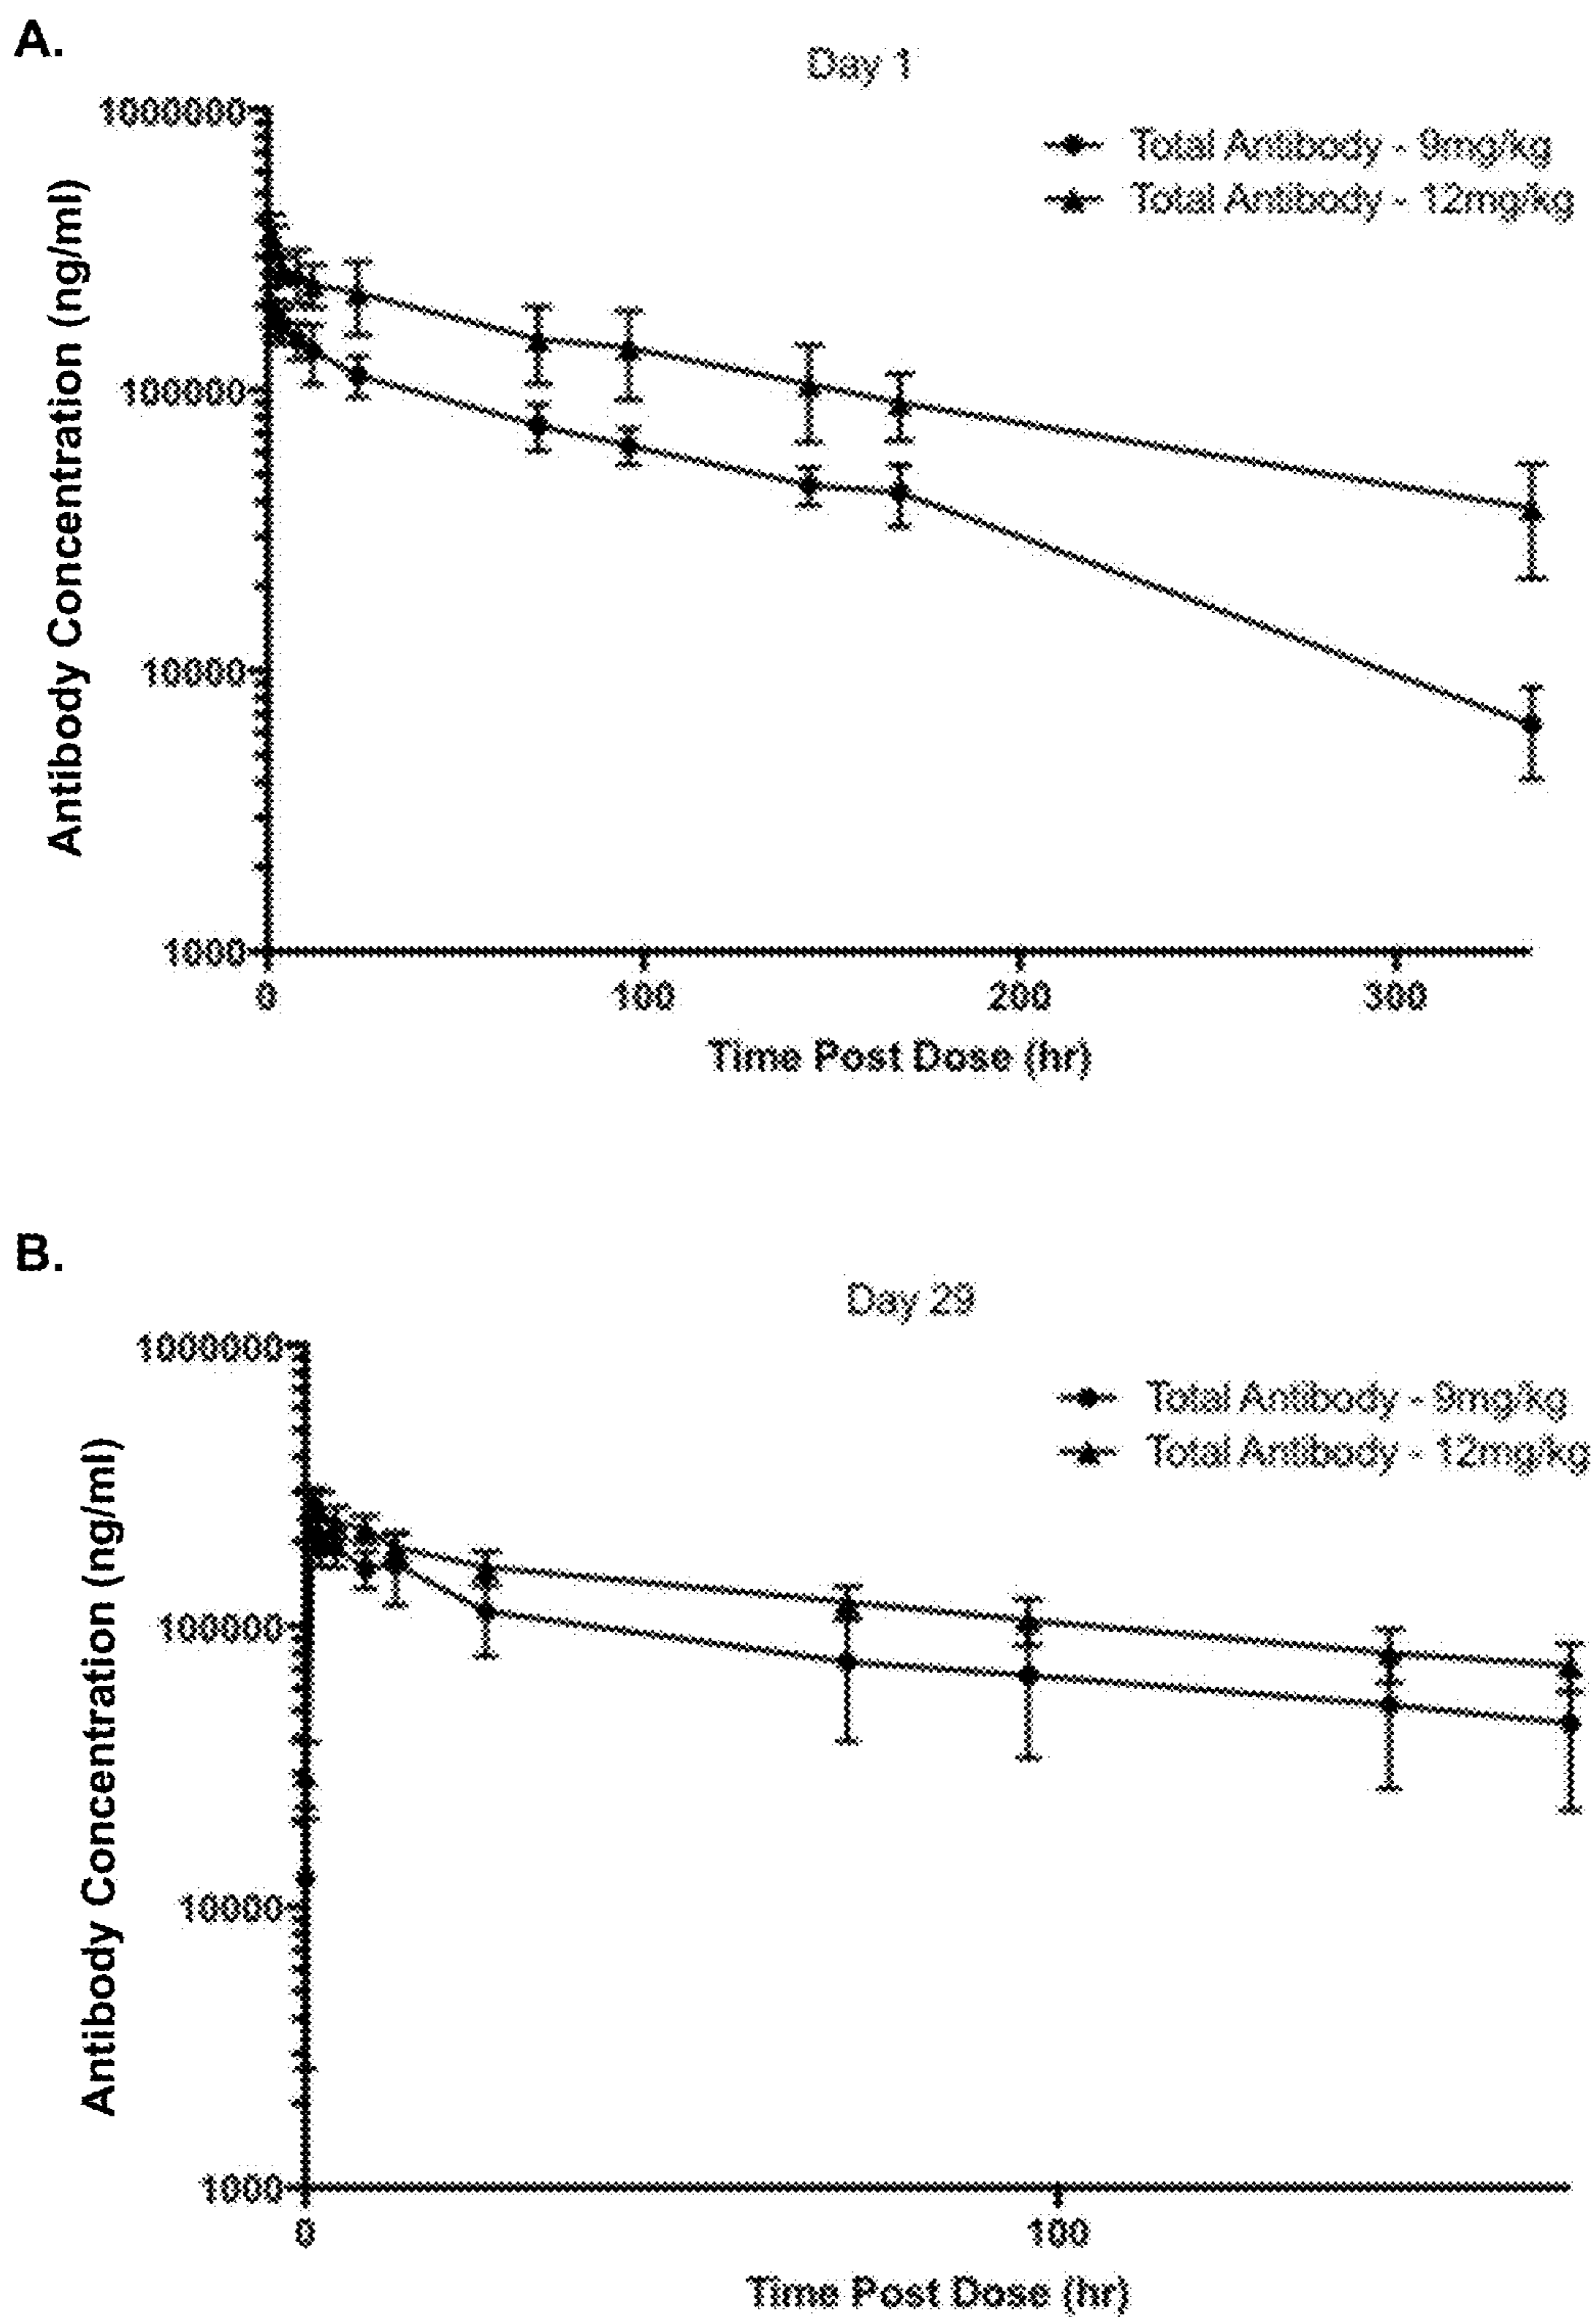 A.
Day 1
1000000
100000
10000
1000
Antibody Concentration (ng/ml)
Total Antibody - 9mg/kg
Total Antibody - 12mg/kg
0 100 200 300
Time Post Dose (hr)
B.
Day 29
1000000
100000
10000
1000
Antibody Concentration (ng/ml)
Total Antibody - 9mg/kg
Total Antibody - 12mg/kg
0 100
Time Post Dose (hr)